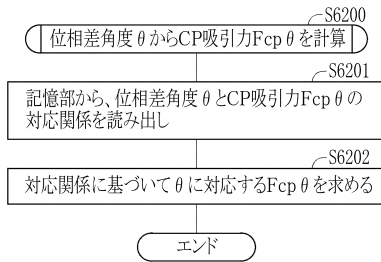 S6200
位相差角度θからCP吸引力Fcpθを計算
S6201
記憶部から、位相差角度θとCP吸引力Fcpθの
対応関係を読み出し
S6202
対応関係に基づいてθに対応するFcpθを求める
エンド